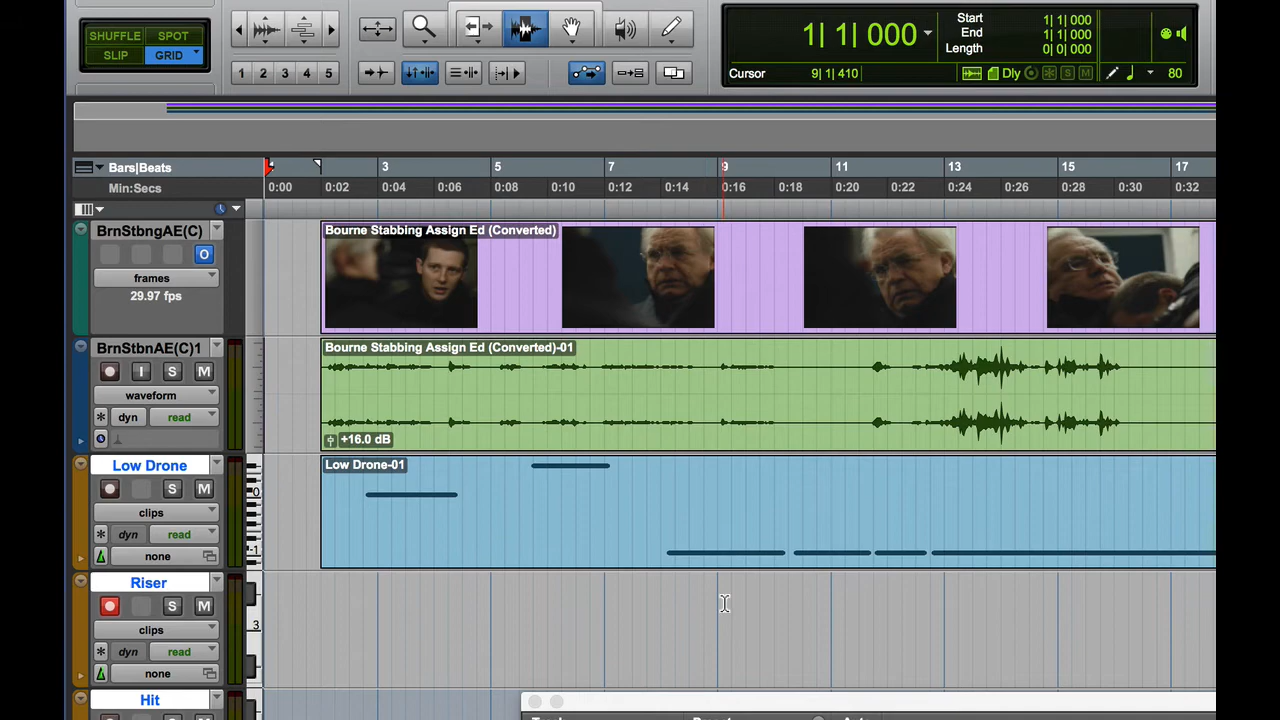 SHUFFLE SPOT
SLIP GRID
1 2 3 4 5
1| 1| 000
Start 1| 1| 000
End 1| 1| 000
Length 0| 0| 000
Cursor 9| 1| 410
Dly S M 80
Bars|Beats 3 5 7 9 11 13 15 17
Min:Secs 0:00 0:02 0:04 0:06 0:08 0:10 0:12 0:14 0:16 0:18 0:20 0:22 0:24 0:26 0:28 0:30 0:32
BrnStbngAE(C)
O
frames
29.97 fps
Bourne Stabbing Assign Ed (Converted)
BrnStbnAE(C)1
I S M
waveform
dyn read
Bourne Stabbing Assign Ed (Converted)-01
+16.0 dB
Low Drone
S M
clips
dyn read
none
0
-1
Low Drone-01
Riser
S M
clips
dyn read
none
3
Hit